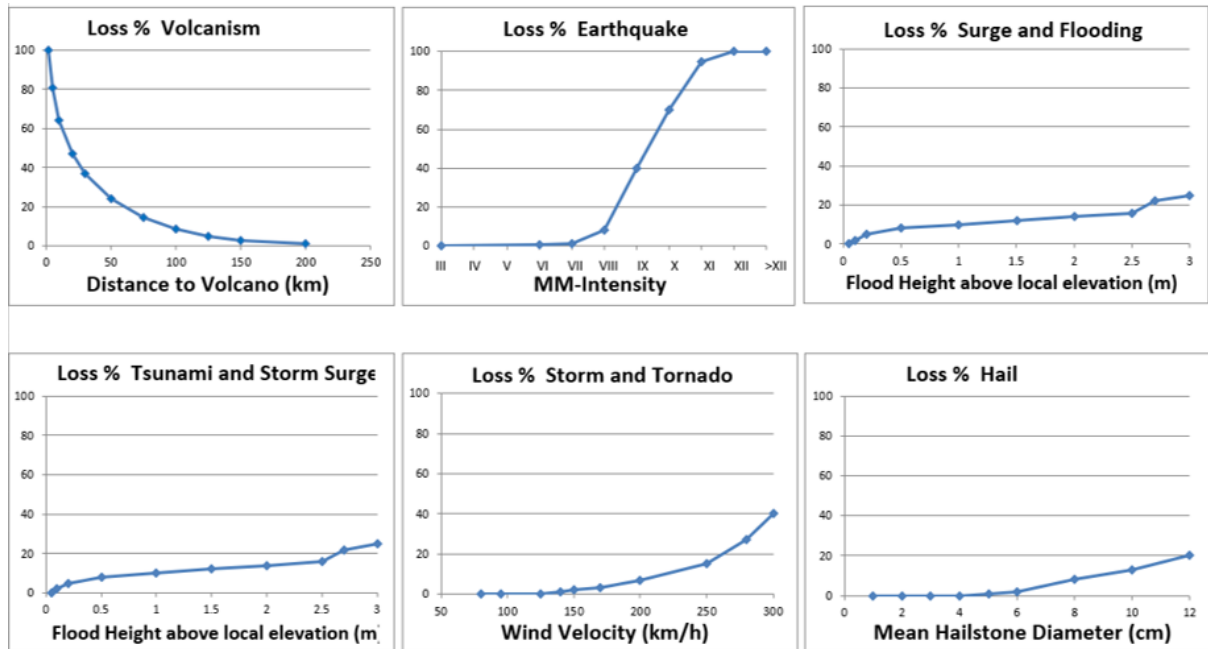 Loss %  Volcanism
100
80
60
40
20
0
0 50 100 150 200 250
Distance to Volcano (km)
Loss %  Earthquake
100
80
60
40
20
0
III IV V VI VII VIII IX X XI XII >XII
MM-Intensity
Loss %  Surge and Flooding
100
80
60
40
20
0
0 0.5 1 1.5 2 2.5 3
Flood Height above local elevation (m)
Loss %  Tsunami and Storm Surge
100
80
60
40
20
0
0 0.5 1 1.5 2 2.5 3
Flood Height above local elevation (m)
Loss %  Storm and Tornado
100
80
60
40
20
0
50 100 150 200 250 300
Wind Velocity (km/h)
Loss %  Hail
100
80
60
40
20
0
0 2 4 6 8 10 12
Mean Hailstone Diameter (cm)